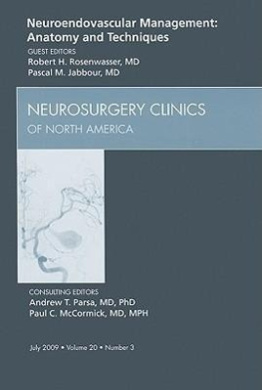 Neuroendovascular Management:
Anatomy and Techniques
GUEST EDITORS
Robert H. Rosenwasser, MD
Pascal M. Jabbour, MD
NEUROSURGERY CLINICS
OF NORTH AMERICA
CONSULTING EDITORS
Andrew T. Parsa, MD, PhD
Paul C. McCormick, MD, MPH
July 2009 • Volume 20 • Number 3